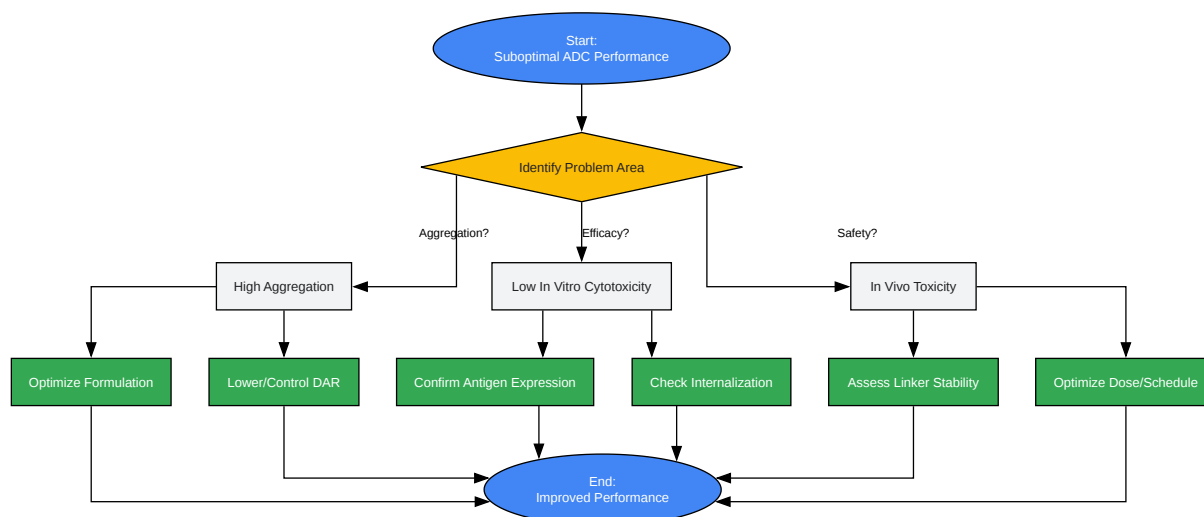 Start:
Suboptimal ADC Performance
Identify Problem Area
Aggregation?
Efficacy?
Safety?
High Aggregation
Low In Vitro Cytotoxicity
In Vivo Toxicity
Optimize Formulation
Lower/Control DAR
Confirm Antigen Expression
Check Internalization
Assess Linker Stability
Optimize Dose/Schedule
End:
Improved Performance